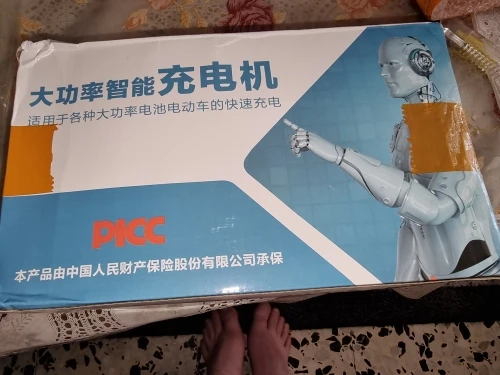 大功率智能充电机
适用于各种大功率电池电动车的快速充电
PICC
本产品由中国人民财产保险股份有限公司承保